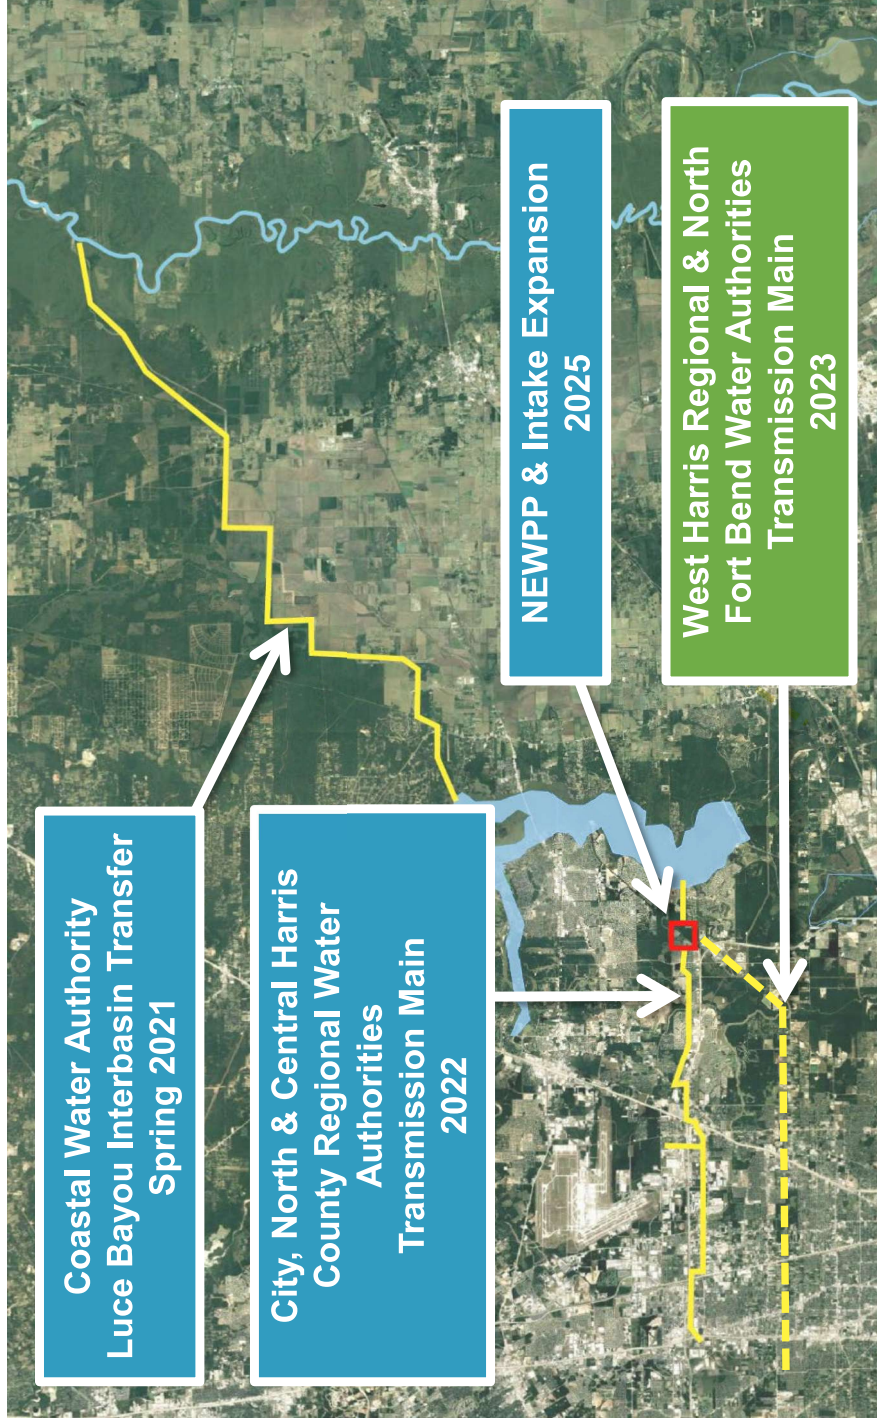 Coastal Water Authority
Luce Bayou Interbasin Transfer
Spring 2021
City, North & Central Harris
County Regional Water
Authorities
Transmission Main
2022
NEWPP & Intake Expansion
2025
West Harris Regional & North
Fort Bend Water Authorities
Transmission Main
2023